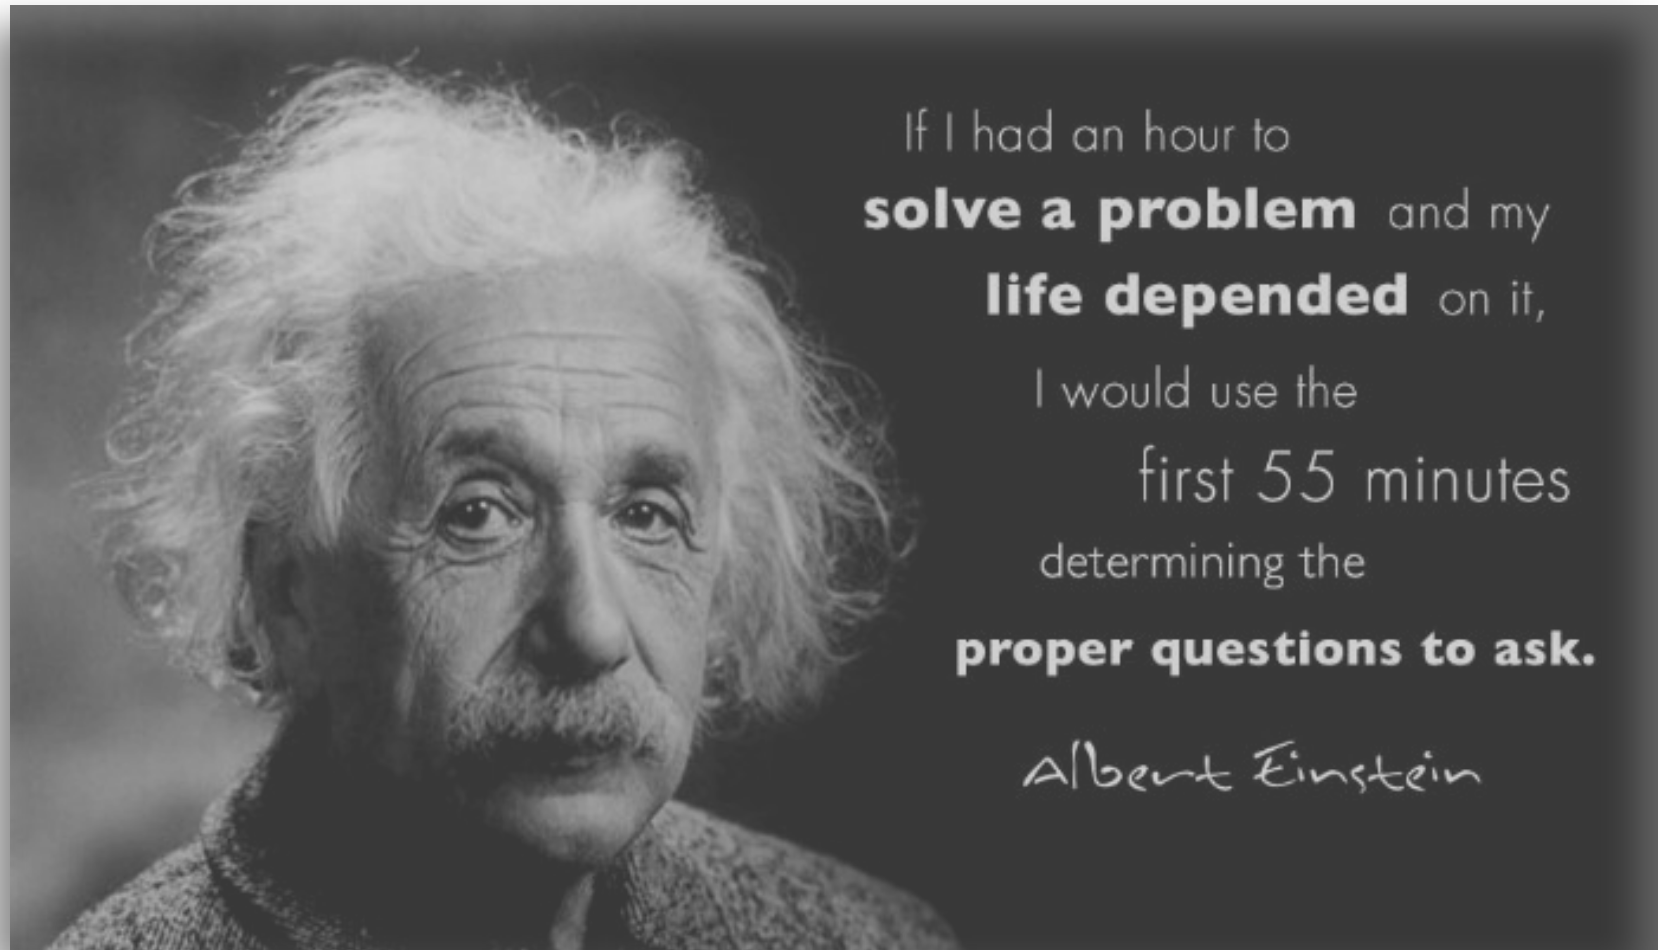 If I had an hour to
solve a problem and my
life depended on it,
I would use the
first 55 minutes
determining the
proper questions to ask.
Albert Einstein